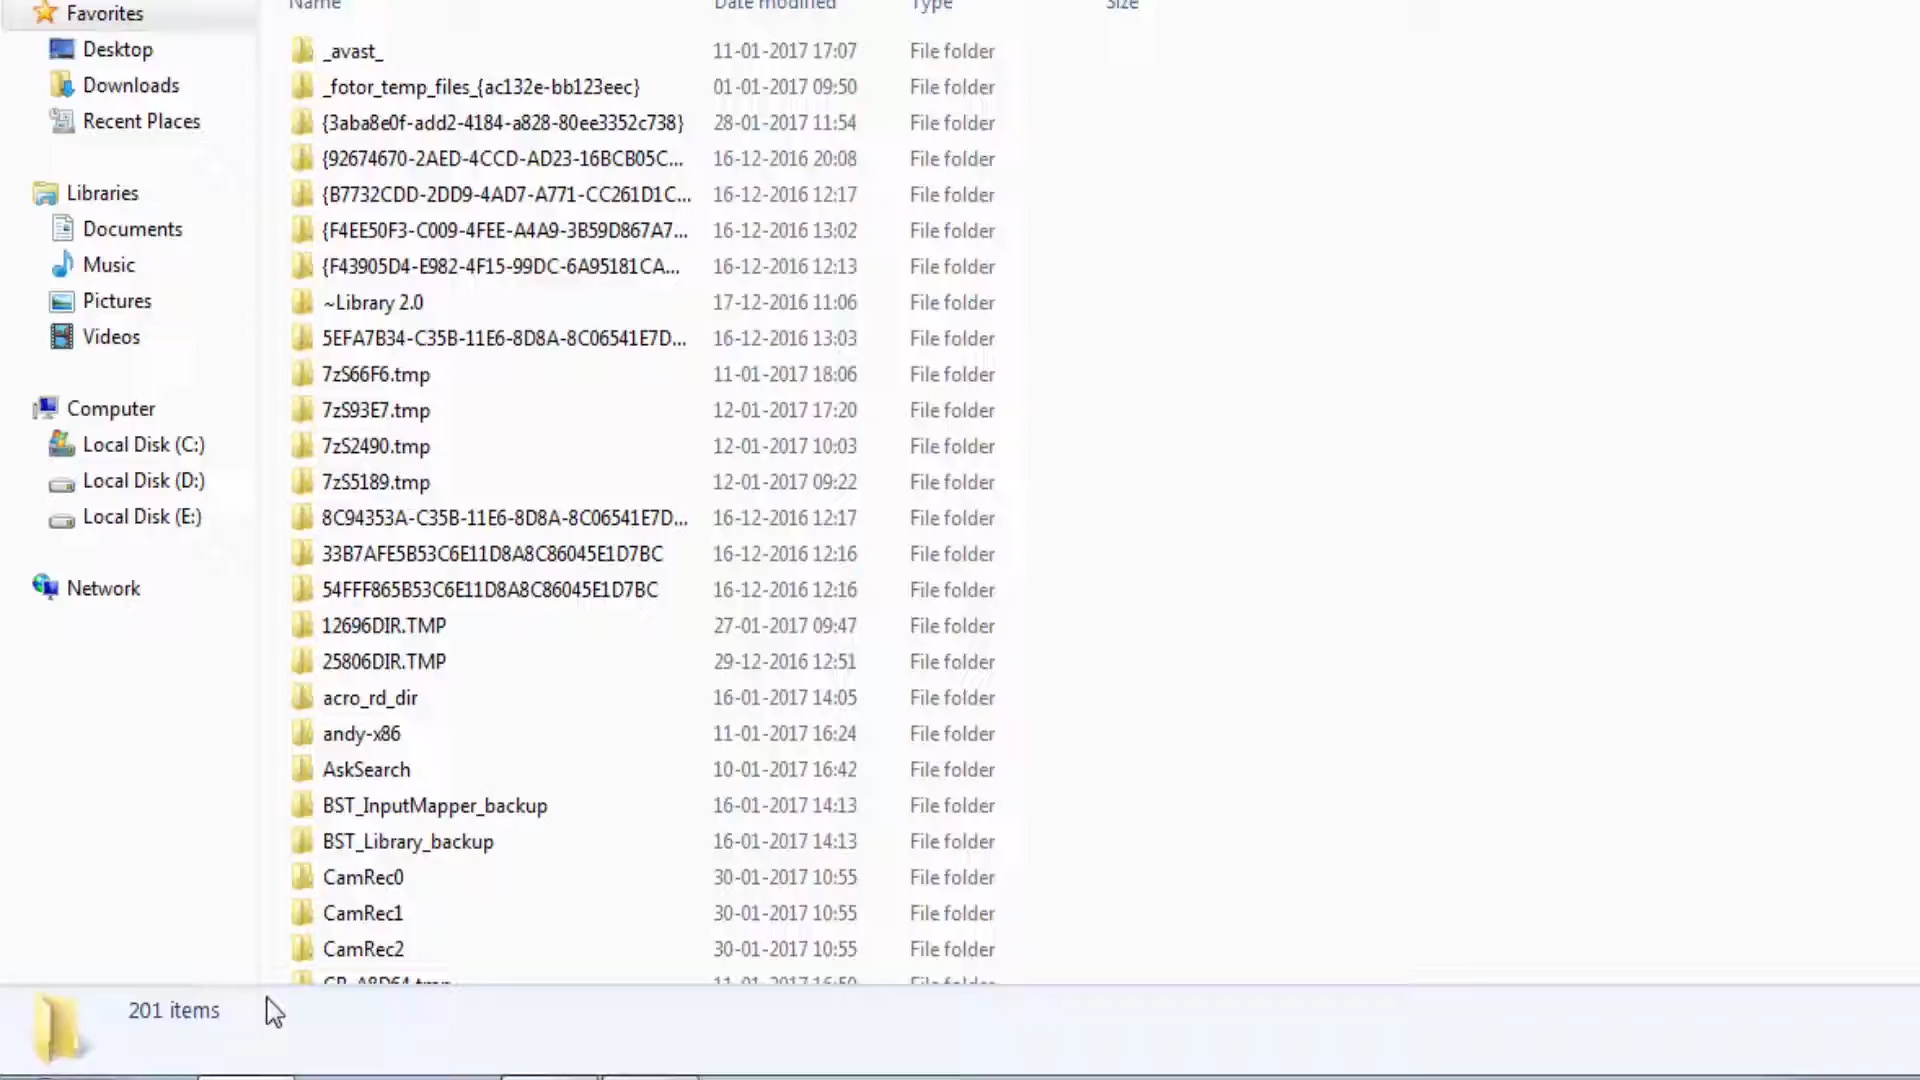 Favorites
Desktop
Downloads
Recent Places
Libraries
Documents
Music
Pictures
Videos
Computer
Local Disk (C:)
Local Disk (D:)
Local Disk (E:)
Network
Name Date modified Type Size
_avast_ 11-01-2017 17:07 File folder
_fotor_temp_files_{ac132e-bb123eec} 01-01-2017 09:50 File folder
{3aba8e0f-add2-4184-a828-80ee3352c738} 28-01-2017 11:54 File folder
{92674670-2AED-4CCD-AD23-16BCB05C... 16-12-2016 20:08 File folder
{B7732CDD-2DD9-4AD7-A771-CC261D1C... 16-12-2016 12:17 File folder
{F4EE50F3-C009-4FEE-A4A9-3B59D867A7... 16-12-2016 13:02 File folder
{F43905D4-E982-4F15-99DC-6A95181CA... 16-12-2016 12:13 File folder
~Library 2.0 17-12-2016 11:06 File folder
5EFA7B34-C35B-11E6-8D8A-8C06541E7D... 16-12-2016 13:03 File folder
7zS66F6.tmp 11-01-2017 18:06 File folder
7zS93E7.tmp 12-01-2017 17:20 File folder
7zS2490.tmp 12-01-2017 10:03 File folder
7zS5189.tmp 12-01-2017 09:22 File folder
8C94353A-C35B-11E6-8D8A-8C06541E7D... 16-12-2016 12:17 File folder
33B7AFE5B53C6E11D8A8C86045E1D7BC 16-12-2016 12:16 File folder
54FFF865B53C6E11D8A8C86045E1D7BC 16-12-2016 12:16 File folder
12696DIR.TMP 27-01-2017 09:47 File folder
25806DIR.TMP 29-12-2016 12:51 File folder
acro_rd_dir 16-01-2017 14:05 File folder
andy-x86 11-01-2017 16:24 File folder
AskSearch 10-01-2017 16:42 File folder
BST_InputMapper_backup 16-01-2017 14:13 File folder
BST_Library_backup 16-01-2017 14:13 File folder
CamRec0 30-01-2017 10:55 File folder
CamRec1 30-01-2017 10:55 File folder
CamRec2 30-01-2017 10:55 File folder
201 items